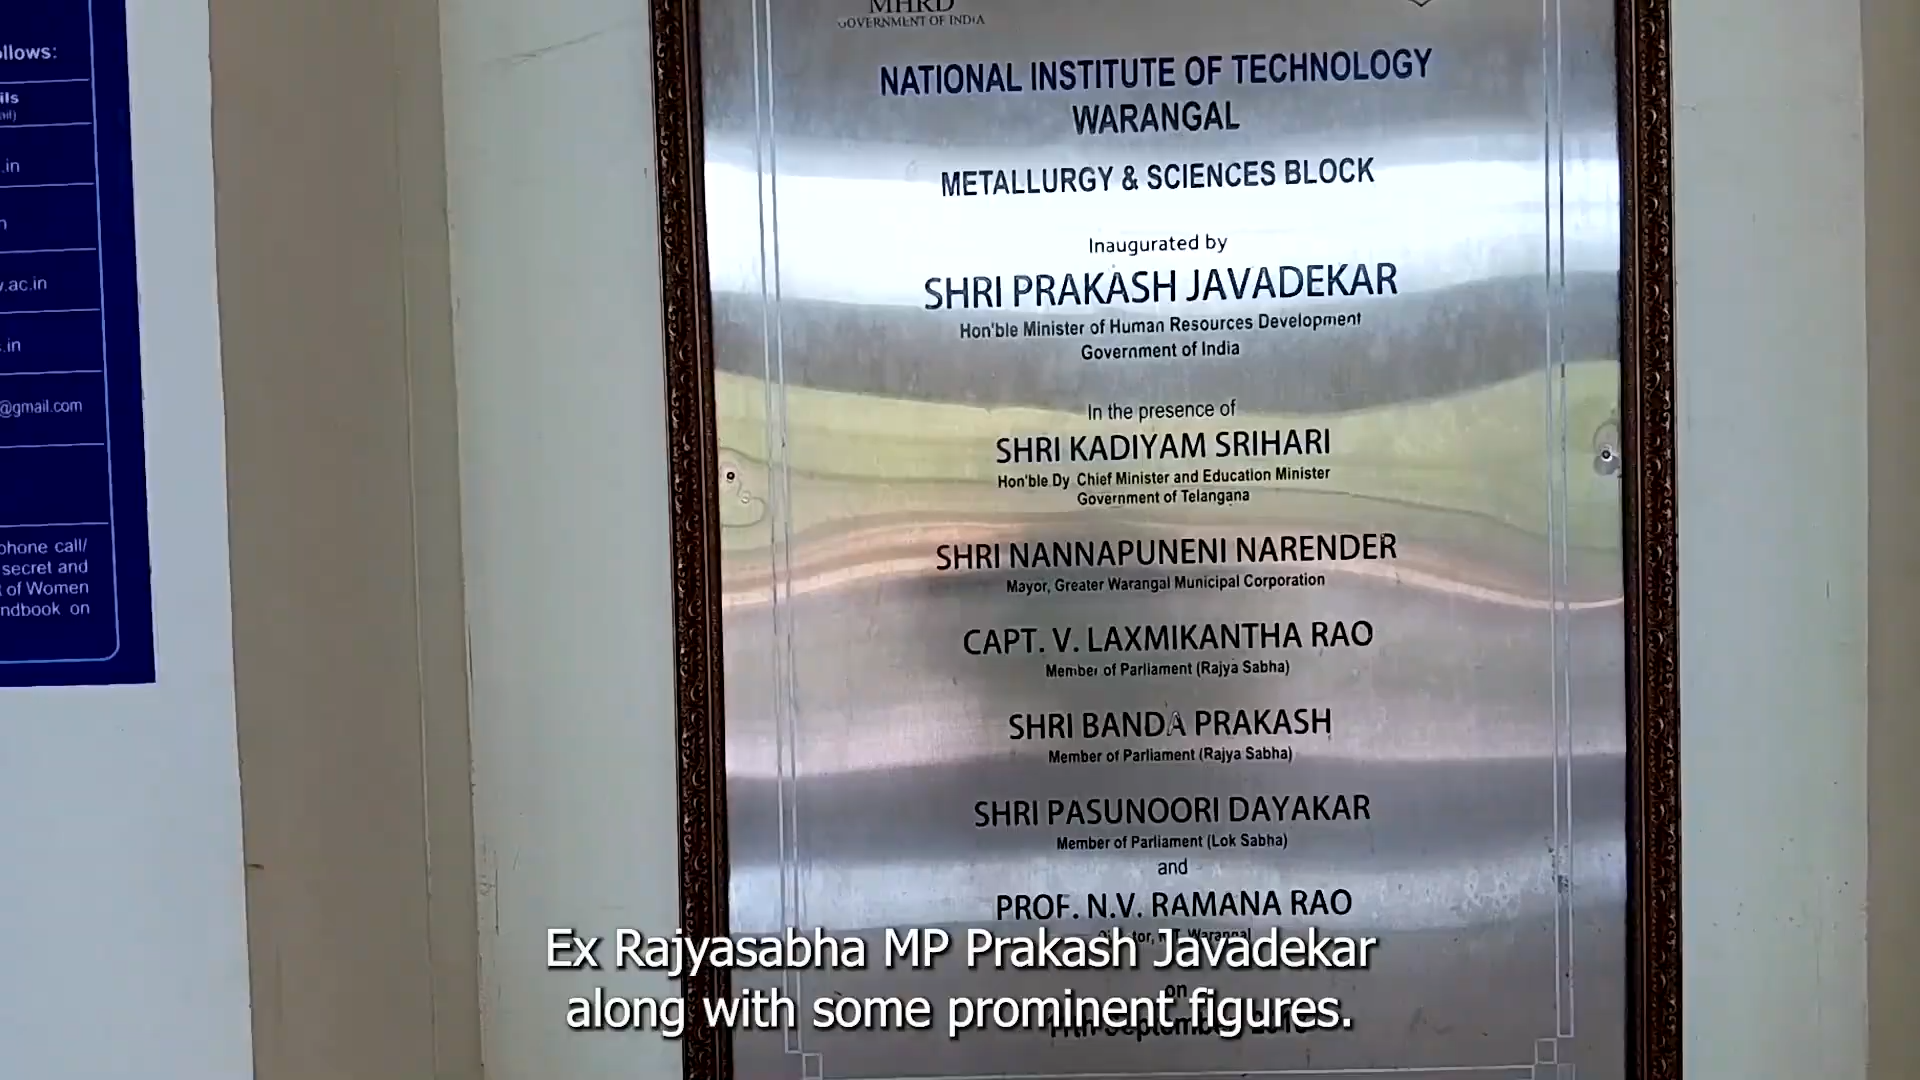 ollows:
ils
.in
.ac.in
.in
@gmail.com
phone call/
secret and
of Women
ndbook on
MHRD
GOVERNMENT OF INDIA
NATIONAL INSTITUTE OF TECHNOLOGY
WARANGAL
METALLURGY & SCIENCES BLOCK
Inaugurated by
SHRI PRAKASH JAVADEKAR
Hon'ble Minister of Human Resources Development
Government of India
In the presence of
SHRI KADIYAM SRIHARI
Hon'ble Dy Chief Minister and Education Minister
Government of Telangana
SHRI NANNAPUNENI NARENDER
Mayor, Greater Warangal Municipal Corporation
CAPT. V. LAXMIKANTHA RAO
Member of Parliament (Rajya Sabha)
SHRI BANDA PRAKASH
Member of Parliament (Rajya Sabha)
SHRI PASUNOORI DAYAKAR
Member of Parliament (Lok Sabha)
and
PROF. N.V. RAMANA RAO
Warangal
on
September
Ex Rajyasabha MP Prakash Javadekar
along with some prominent figures.